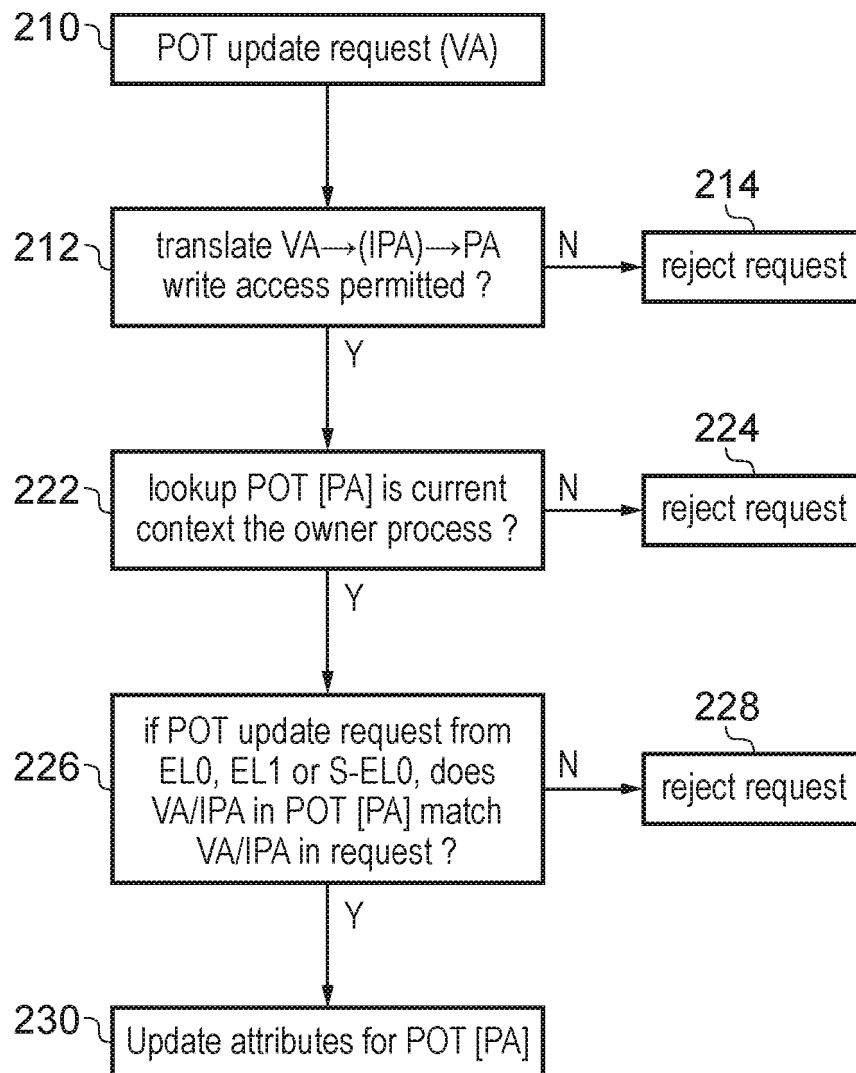 210
POT update request (VA)
214
212
translate VA→(IPA)→PA
write access permitted ?
N
reject request
Y
224
222
lookup POT [PA] is current
context the owner process ?
N
reject request
Y
228
226
if POT update request from
EL0, EL1 or S-EL0, does
VA/IPA in POT [PA] match
VA/IPA in request ?
N
reject request
Y
230
Update attributes for POT [PA]